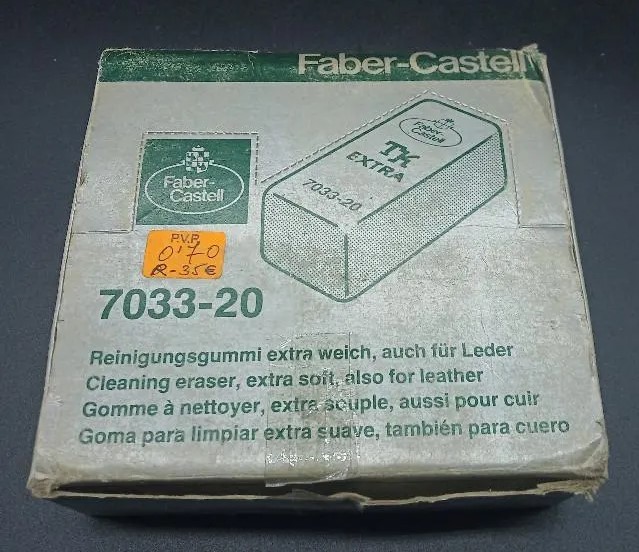 Faber-Castell
Faber-
Castell
TK
EXTRA
7033-20
Faber-
Castell
P.V.P.
0'70
R-35€
7033-20
Reinigungsgummi extra weich, auch für Leder
Cleaning eraser, extra soft, also for leather
Gomme à nettoyer, extra souple, aussi pour cuir
Goma para limpiar extra suave, también para cuero